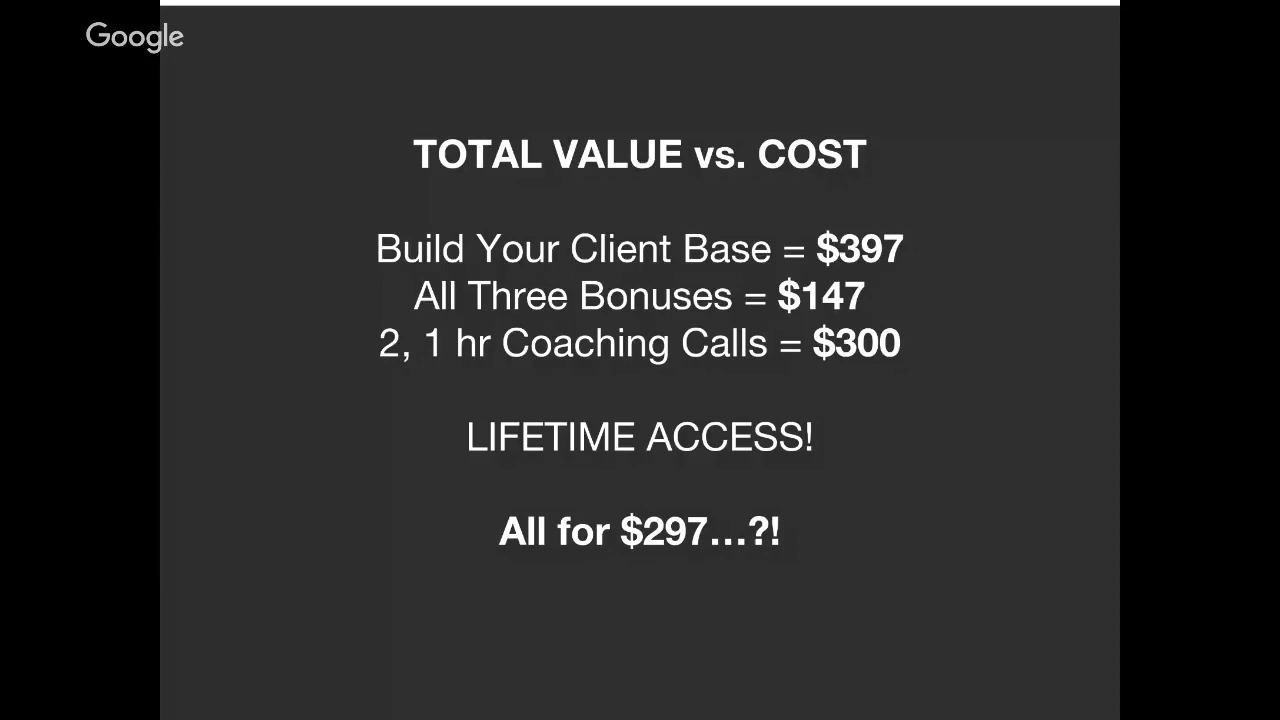 Google
TOTAL VALUE vs. COST
Build Your Client Base = $397
All Three Bonuses = $147
2, 1 hr Coaching Calls = $300
LIFETIME ACCESS!
All for $297…?!